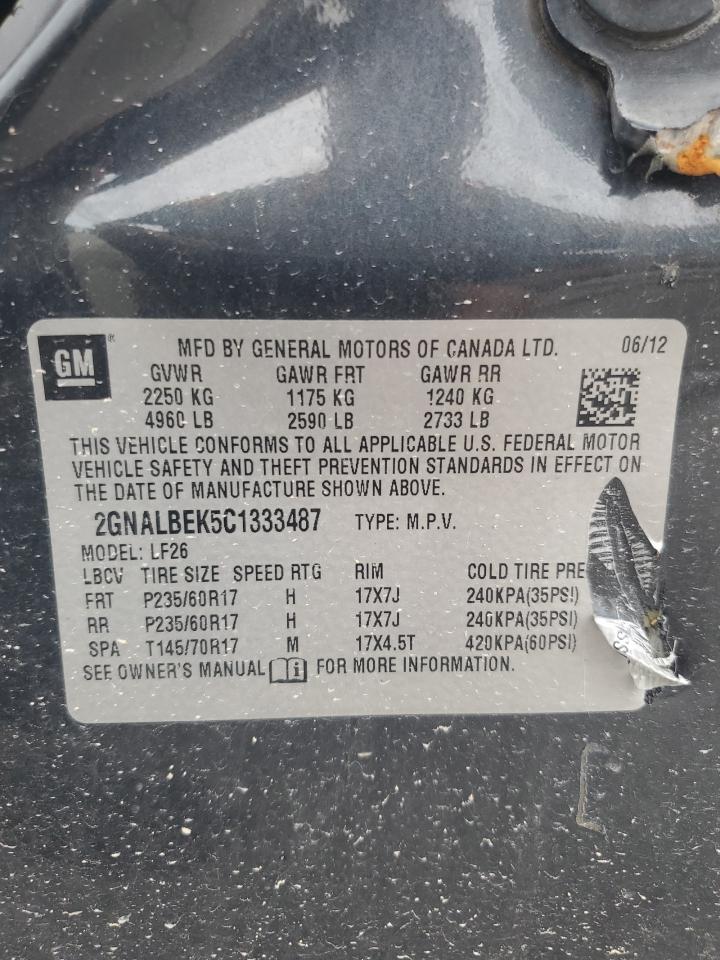 GM ® MFD BY GENERAL MOTORS OF CANADA LTD. 06/12
GVWR GAWR FRT GAWR RR
2250 KG 1175 KG 1240 KG
4960 LB 2590 LB 2733 LB
THIS VEHICLE CONFORMS TO ALL APPLICABLE U.S. FEDERAL MOTOR
VEHICLE SAFETY AND THEFT PREVENTION STANDARDS IN EFFECT ON
THE DATE OF MANUFACTURE SHOWN ABOVE.
2GNALBEK5C1333487 TYPE: M.P.V.
MODEL: LF26
LBCV TIRE SIZE SPEED RTG RIM COLD TIRE PRE
FRT P235/60R17 H 17X7J 240KPA(35PSI)
RR P235/60R17 H 17X7J 240KPA(35PSI)
SPA T145/70R17 M 17X4.5T 420KPA(60PSI)
SEE OWNER'S MANUAL i FOR MORE INFORMATION.